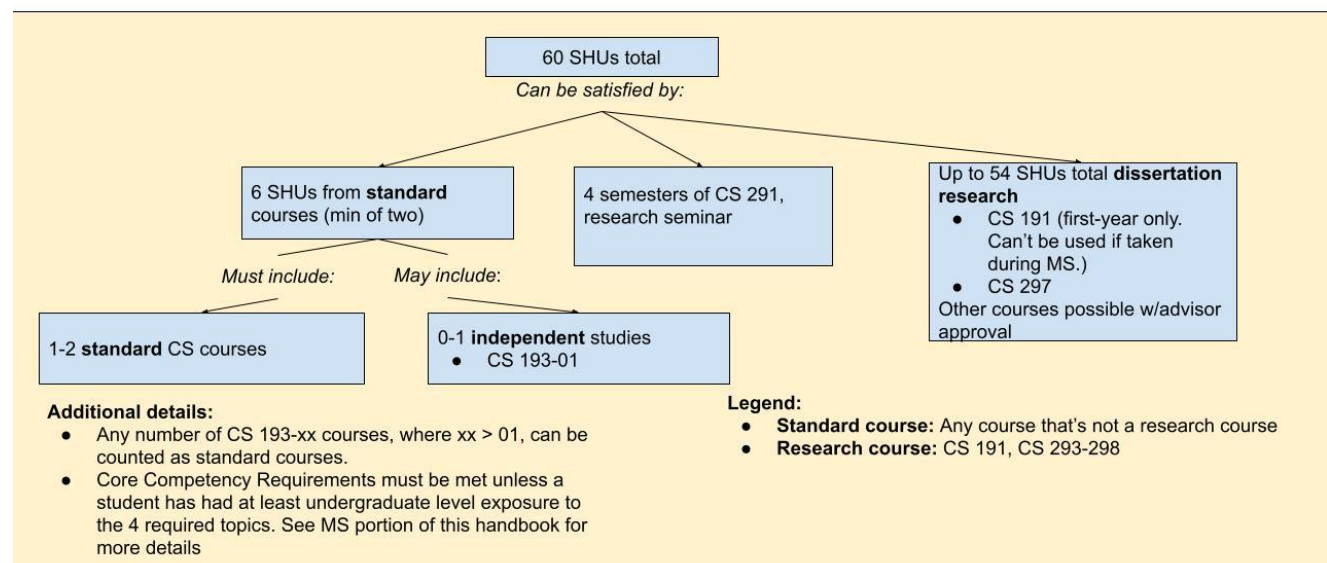 60 SHUs total
Can be satisfied by:
6 SHUs from standard
courses (min of two)
4 semesters of CS 291,
research seminar
Up to 54 SHUs total dissertation
research
● CS 191 (first-year only.
Can’t be used if taken
during MS.)
● CS 297
Other courses possible w/advisor
approval
Must include:
May include:
1-2 standard CS courses
0-1 independent studies
● CS 193-01
Additional details:
● Any number of CS 193-xx courses, where xx > 01, can be
counted as standard courses.
● Core Competency Requirements must be met unless a
student has had at least undergraduate level exposure to
the 4 required topics. See MS portion of this handbook for
more details
Legend:
● Standard course: Any course that’s not a research course
● Research course: CS 191, CS 293-298